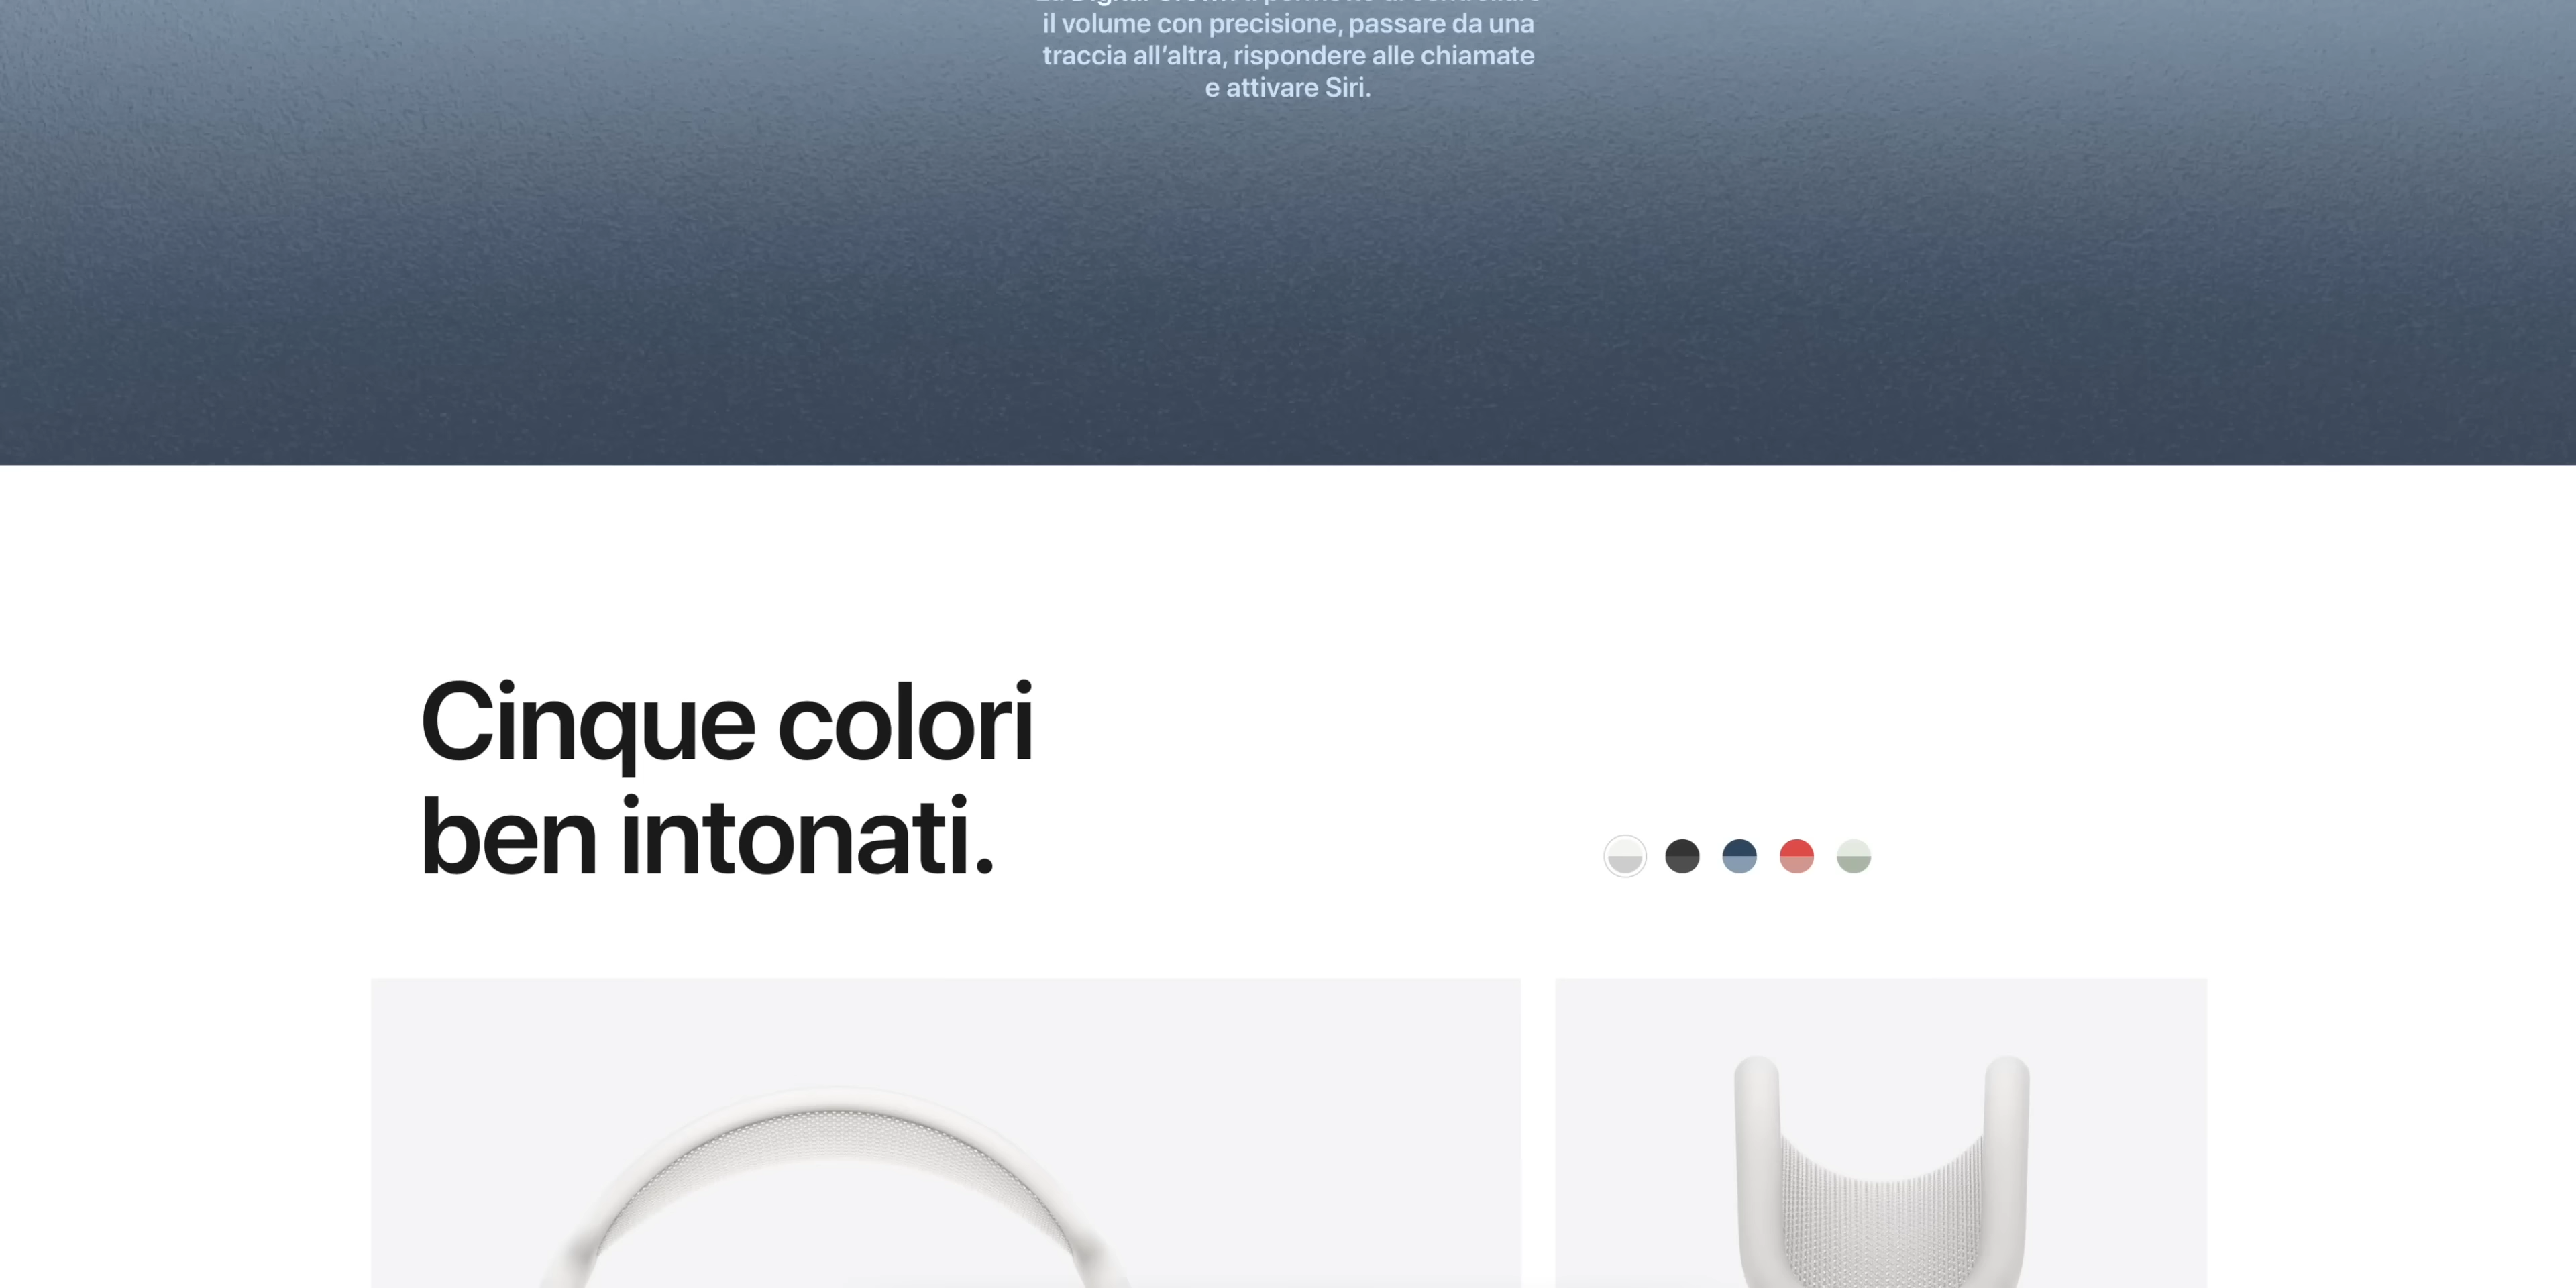 il volume con precisione, passare da una
traccia all’altra, rispondere alle chiamate
e attivare Siri.
Cinque colori
ben intonati.